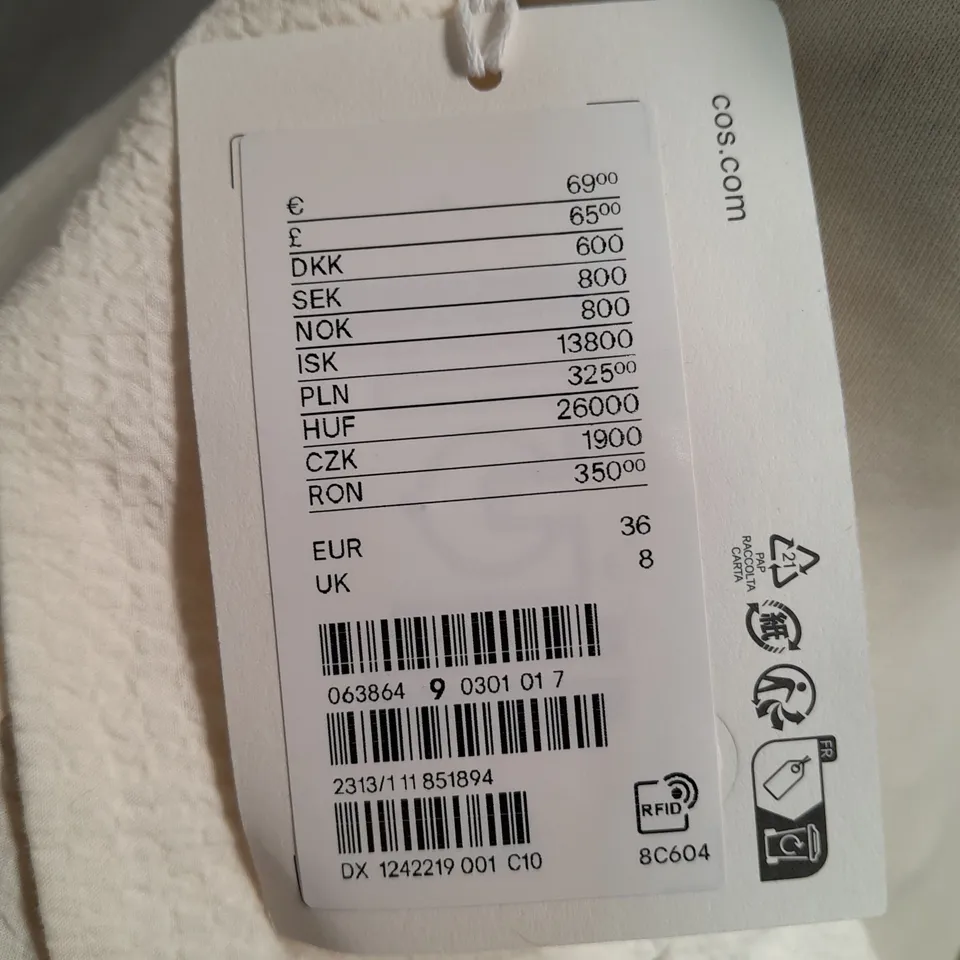 cos.com
€ 69⁰⁰
£ 65⁰⁰
DKK 600
SEK 800
NOK 800
ISK 13800
PLN 325⁰⁰
HUF 26000
CZK 1900
RON 350⁰⁰
EUR 36
UK 8
063864 9 0301 01 7
2313/1 11 851894
DX 1242219 001 C10
RFID
8C604
21
PAP
RACCOLTA
CARTA
紙
FR